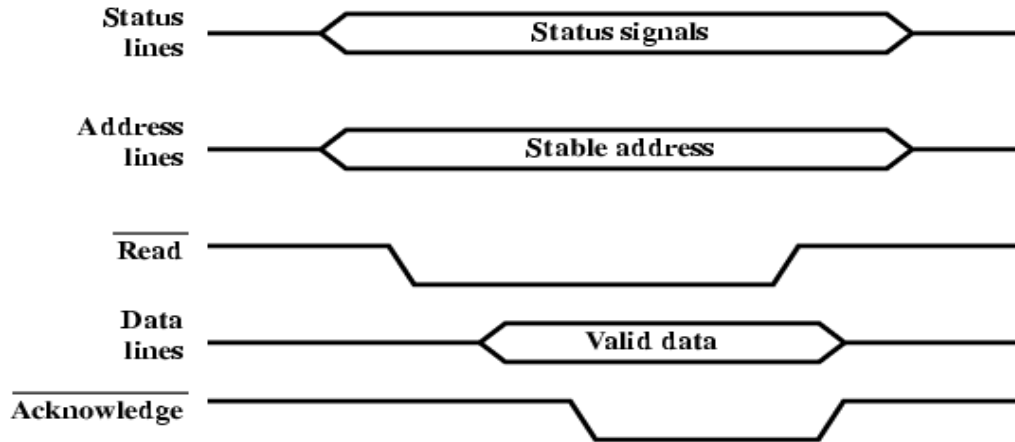 Status
lines
Status signals
Address
lines
Stable address
Read
Data
lines
Valid data
Acknowledge